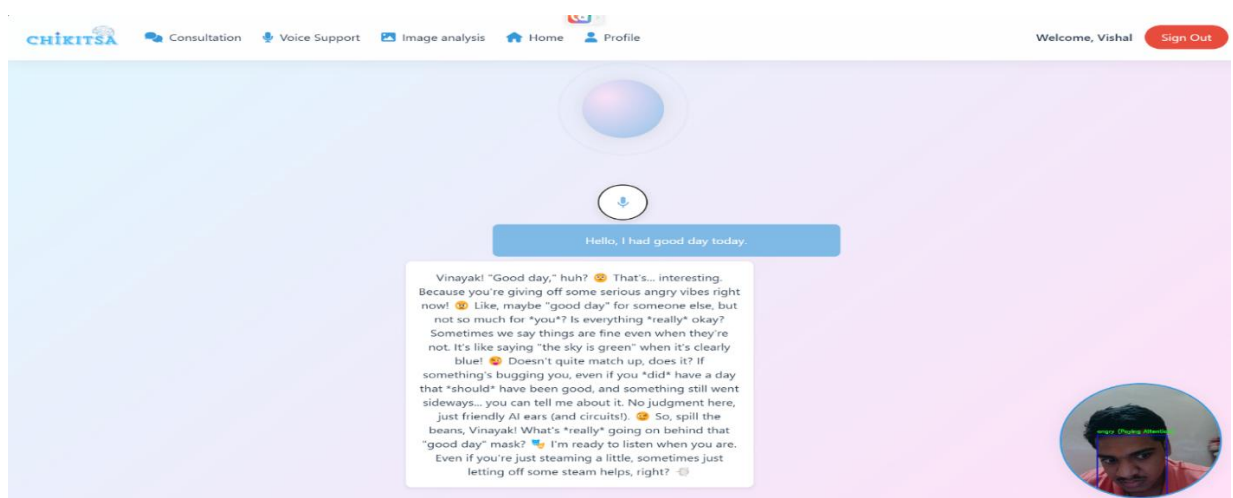 CHİKITSA Consultation Voice Support Image analysis Home Profile Welcome, Vishal Sign Out
Hello, I had good day today.
Vinayak! "Good day," huh? 😟 That's... interesting.
Because you're giving off some serious angry vibes right
now! 😟 Like, maybe "good day" for someone else, but
not so much for *you*? Is everything *really* okay?
Sometimes we say things are fine even when they're
not. It's like saying "the sky is green" when it's clearly
blue! 🥵 Doesn't quite match up, does it? If
something's bugging you, even if you *did* have a day
that *should* have been good, and something still went
sideways... you can tell me about it. No judgment here,
just friendly AI ears (and circuits!). 😊 So, spill the
beans, Vinayak! What's *really* going on behind that
"good day" mask? 🎭 I'm ready to listen when you are.
Even if you're just steaming a little, sometimes just
letting off some steam helps, right? 💨
angry (Paying Attenti